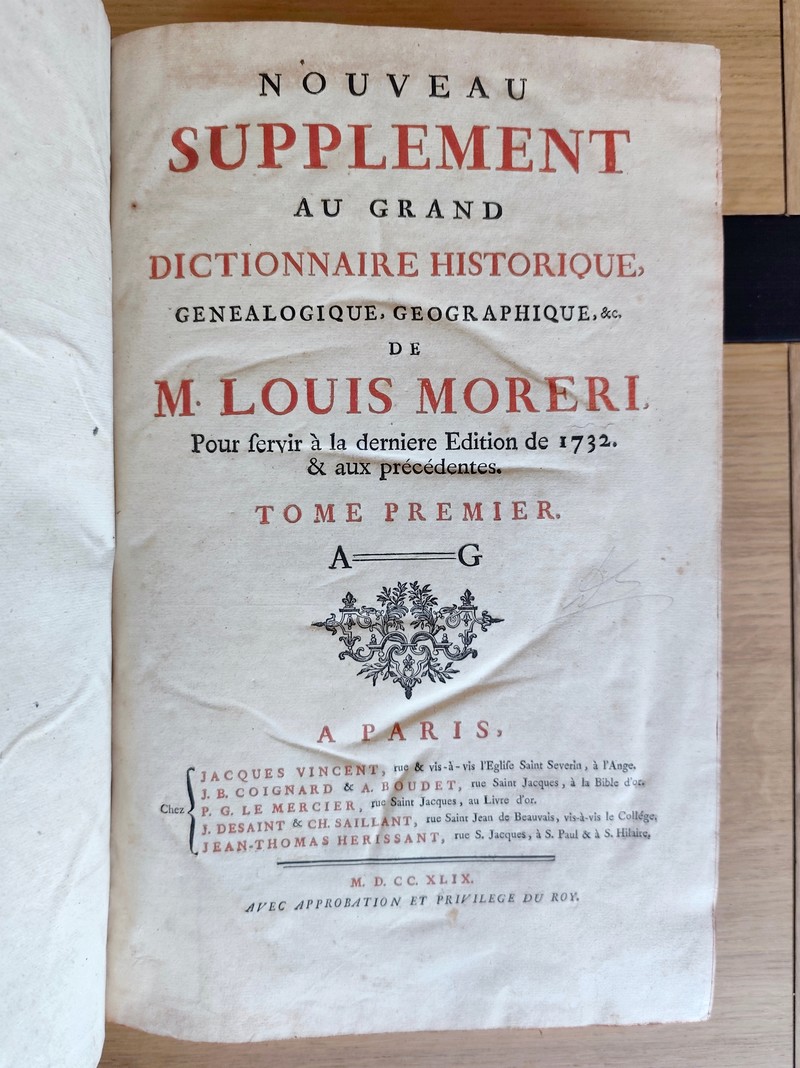 NOUVEAU
SUPPLEMENT
AU GRAND
DICTIONNAIRE HISTORIQUE,
GENEALOGIQUE, GEOGRAPHIQUE, &c.
DE
M. LOUIS MORERI,
Pour ſervir à la derniere Edition de 1732.
& aux précédentes.
TOME PREMIER.
A G
A PARIS,
Chez
JACQUES VINCENT, rue & vis-à-vis l'Egliſe Saint Severin, à l'Ange.
J. B. COIGNARD & A. BOUDET, rue Saint Jacques, à la Bible d'or.
P. G. LE MERCIER, rue Saint Jacques, au Livre d'or.
J. DESAINT & CH. SAILLANT, rue Saint Jean de Beauvais, vis-à-vis le Collége,
JEAN-THOMAS HERISSANT, rue S. Jacques, à S. Paul & à S. Hilaire,
M. D. CC. XLIX.
AVEC APPROBATION ET PRIVILEGE DU ROY.